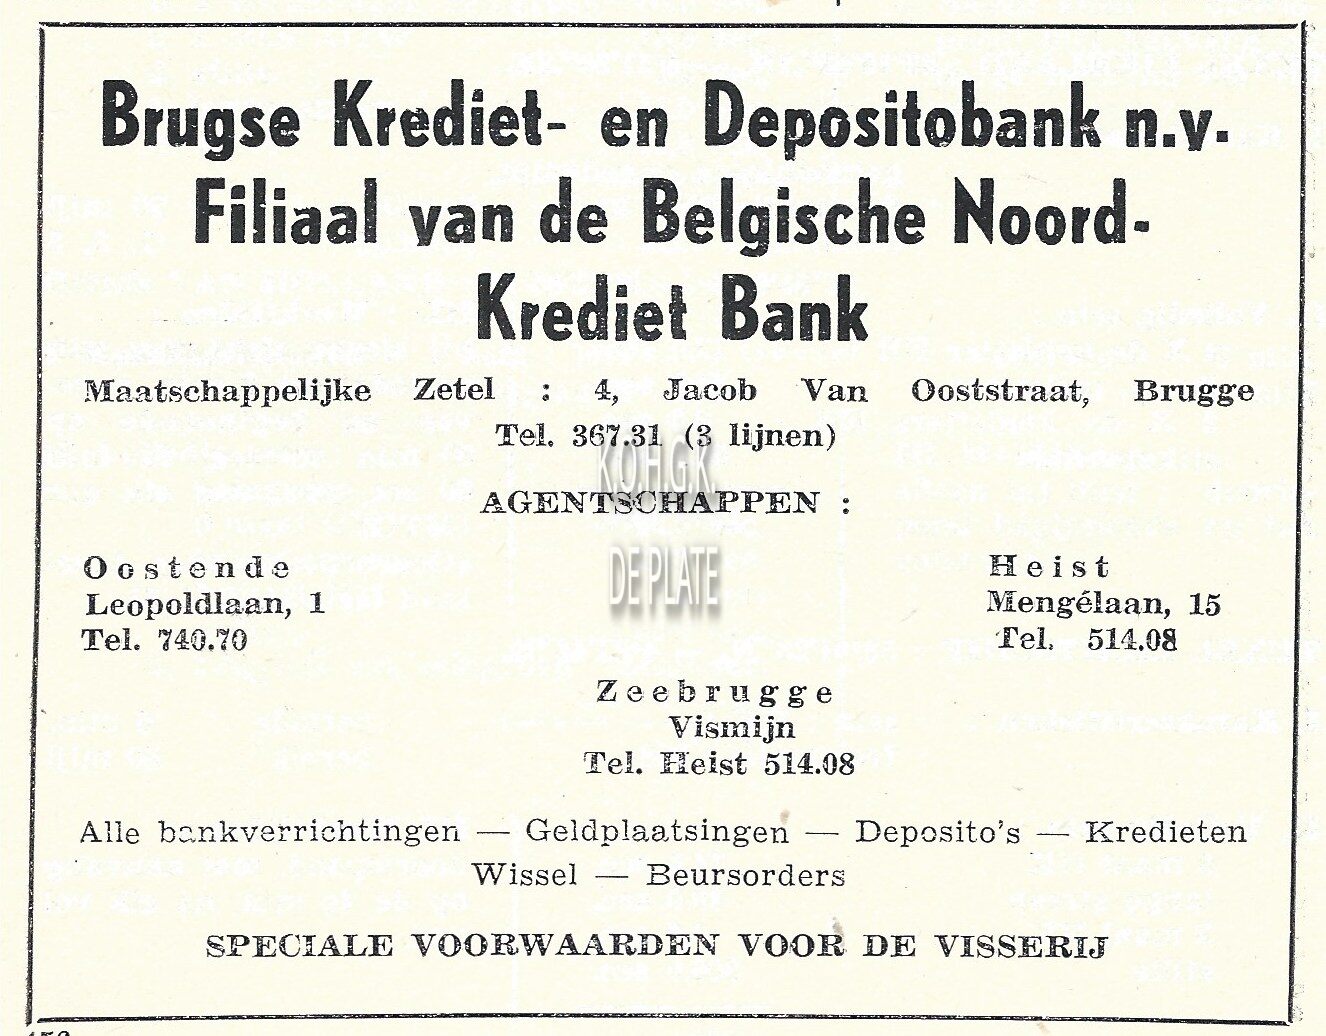 Brugse Krediet- en Depositobank n.v.
Filiaal van de Belgische Noord-
Krediet Bank
Maatschappelijke Zetel : 4, Jacob Van Ooststraat, Brugge
Tel. 367.31 (3 lijnen)
K.O.H.G.K.
AGENTSCHAPPEN :
DE PLATE
Oostende
Leopoldlaan, 1
Tel. 740.70
Heist
Mengélaan, 15
Tel. 514.08
Zeebrugge
Vismijn
Tel. Heist 514.08
Alle bankverrichtingen — Geldplaatsingen — Deposito's — Kredieten
Wissel — Beursorders
SPECIALE VOORWAARDEN VOOR DE VISSERIJ